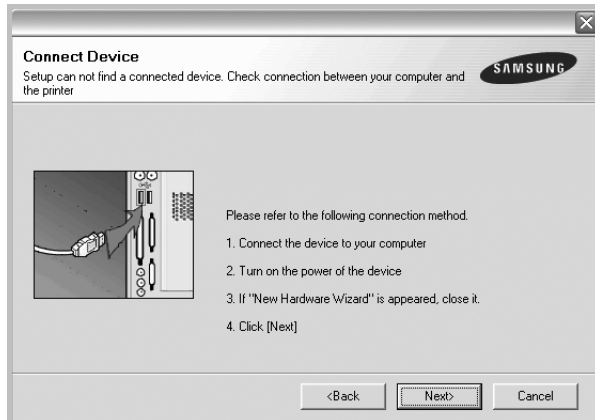 Connect Device
Setup can not find a connected device. Check connection between your computer and
the printer
SAMSUNG
Please refer to the following connection method.
1. Connect the device to your computer
2. Turn on the power of the device
3. If "New Hardware Wizard" is appeared, close it.
4. Click [Next]
<Back
Next>
Cancel